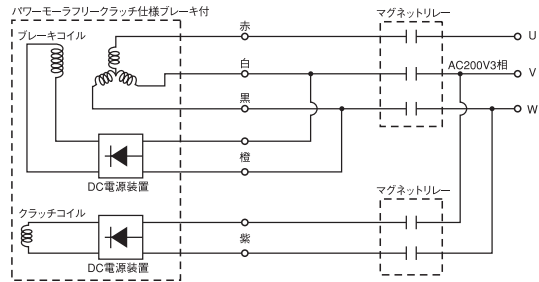 パワーモーラフリークラッチ仕様ブレーキ付
マグネットリレー
赤
U
ブレーキコイル
白
AC200V3相
V
黒
W
橙
DC電源装置
マグネットリレー
クラッチコイル
紫
DC電源装置